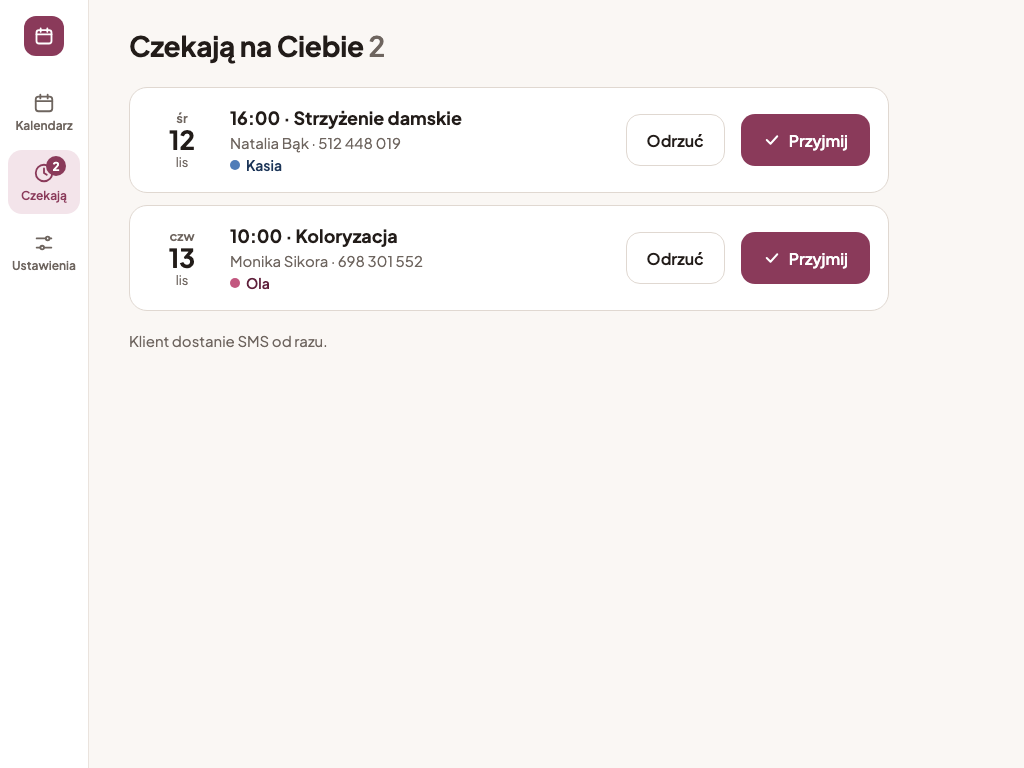 Kalendarz
2
Czekają
Ustawienia
Czekają na Ciebie 2
śr
12
lis
16:00 · Strzyżenie damskie
Natalia Bąk · 512 448 019
Kasia
Odrzuć
Przyjmij
czw
13
lis
10:00 · Koloryzacja
Monika Sikora · 698 301 552
Ola
Odrzuć
Przyjmij
Klient dostanie SMS od razu.